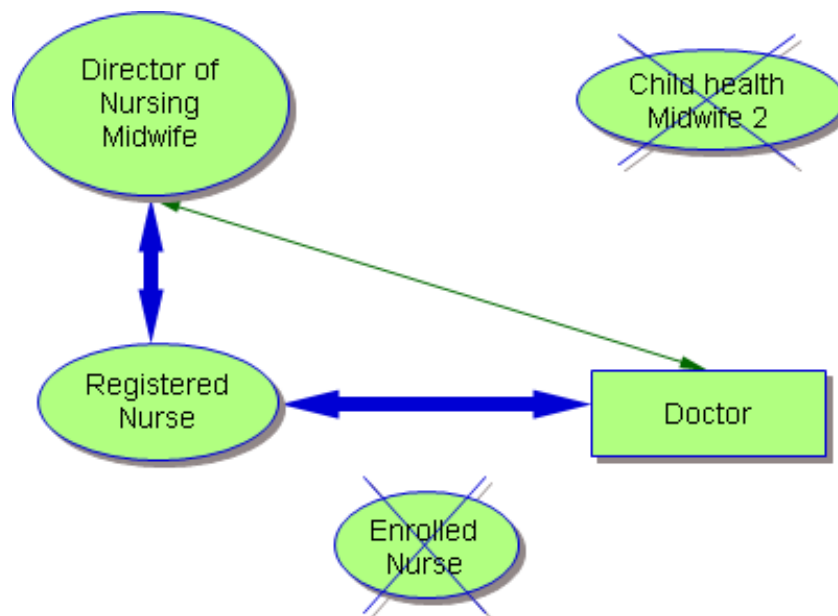 Director of
Nursing
Midwife
Child health
Midwife 2
Registered
Nurse
Doctor
Enrolled
Nurse